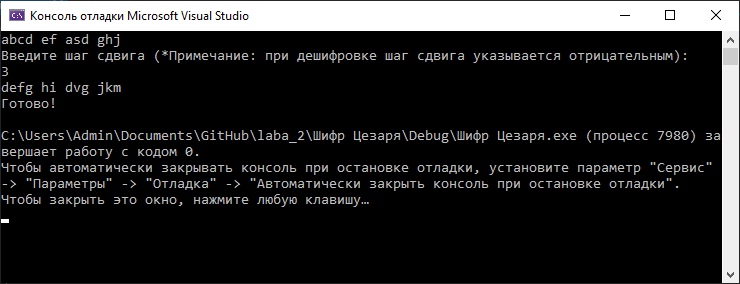 Консоль отладки Microsoft Visual Studio
abcd ef asd ghj
Введите шаг сдвига (*Примечание: при дешифровке шаг сдвига указывается отрицательным):
3
defg hi dvg jkm
Готово!
C:\Users\Admin\Documents\GitHub\laba_2\Шифр Цезаря\Debug\Шифр Цезаря.exe (процесс 7980) за
вершает работу с кодом 0.
Чтобы автоматически закрывать консоль при остановке отладки, установите параметр "Сервис"
-> "Параметры" -> "Отладка" -> "Автоматически закрыть консоль при остановке отладки".
Чтобы закрыть это окно, нажмите любую клавишу…